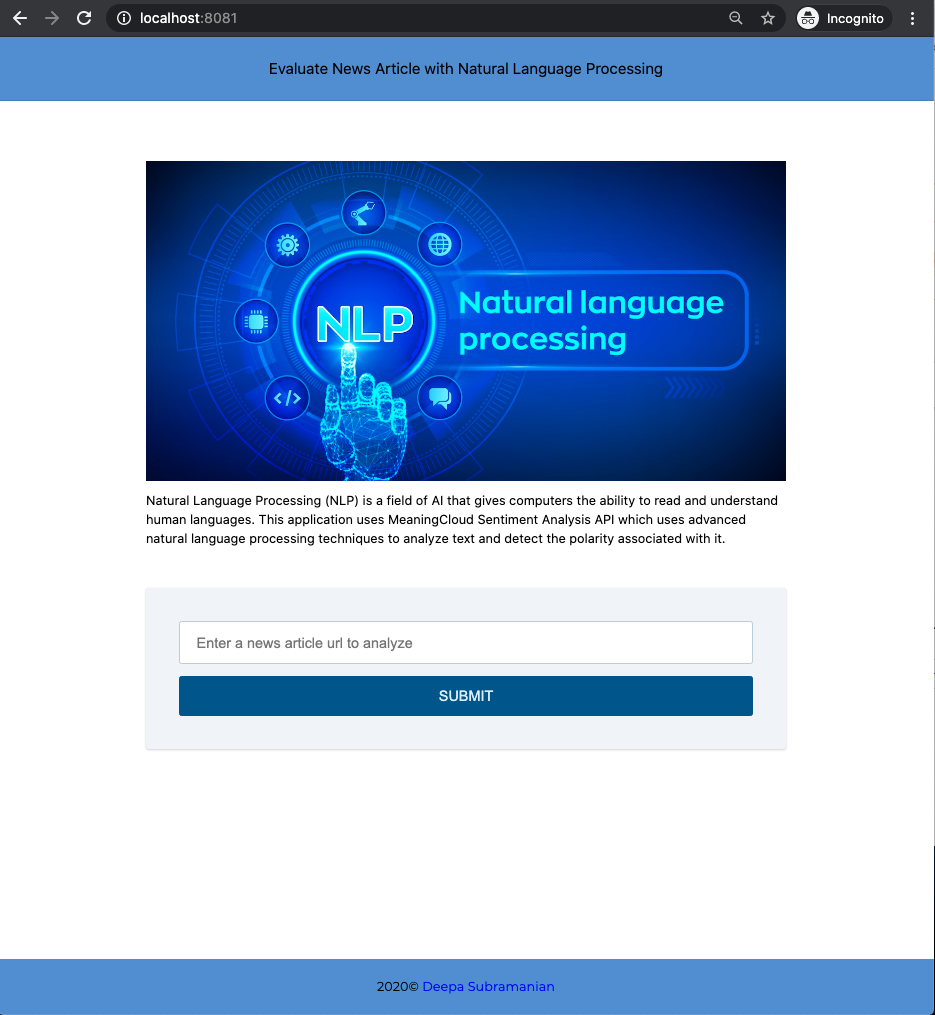 localhost:8081
Incognito
Evaluate News Article with Natural Language Processing
NLP
Natural language
processing
</>
Natural Language Processing (NLP) is a field of AI that gives computers the ability to read and understand
human languages. This application uses MeaningCloud Sentiment Analysis API which uses advanced
natural language processing techniques to analyze text and detect the polarity associated with it.
Enter a news article url to analyze
SUBMIT
2020© Deepa Subramanian